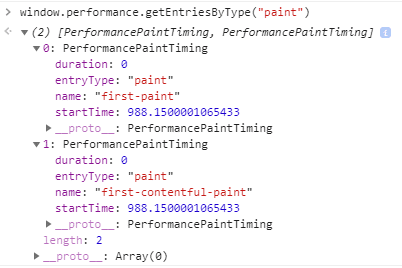 > window.performance.getEntriesByType("paint")
(2) [PerformancePaintTiming, PerformancePaintTiming] i
▼ 0: PerformancePaintTiming
duration: 0
entryType: "paint"
name: "first-paint"
startTime: 988.1500001065433
▶ __proto__: PerformancePaintTiming
▼ 1: PerformancePaintTiming
duration: 0
entryType: "paint"
name: "first-contentful-paint"
startTime: 988.1500001065433
▶ __proto__: PerformancePaintTiming
length: 2
▶ __proto__: Array(0)